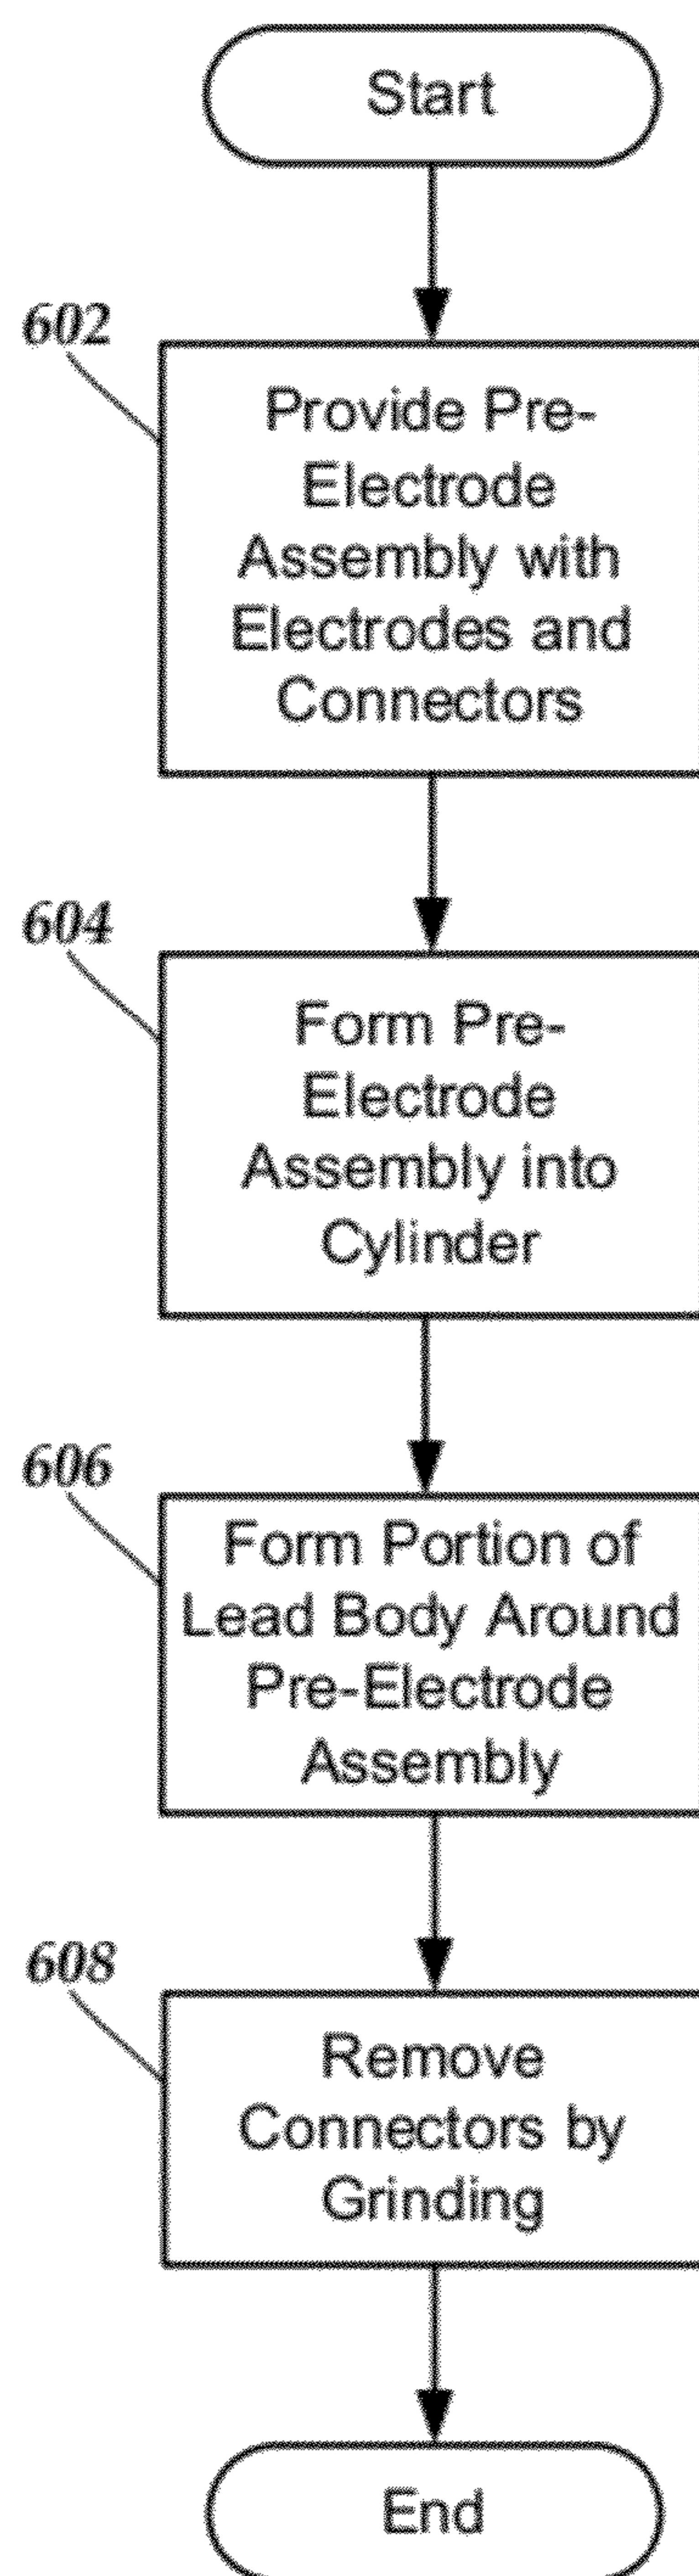 Start
602
Provide Pre-
Electrode
Assembly with
Electrodes and
Connectors
604
Form Pre-
Electrode
Assembly into
Cylinder
606
Form Portion of
Lead Body Around
Pre-Electrode
Assembly
608
Remove
Connectors by
Grinding
End